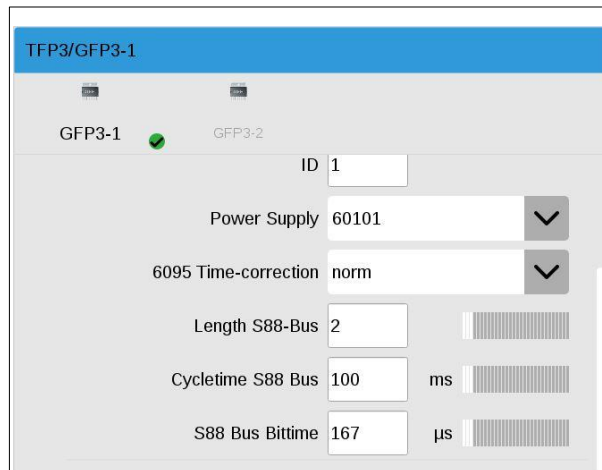 TFP3/GFP3-1
GFP3-1 GFP3-2
ID 1
Power Supply 60101
6095 Time-correction norm
Length S88-Bus 2
Cycletime S88 Bus 100 ms
S88 Bus Bittime 167 µs